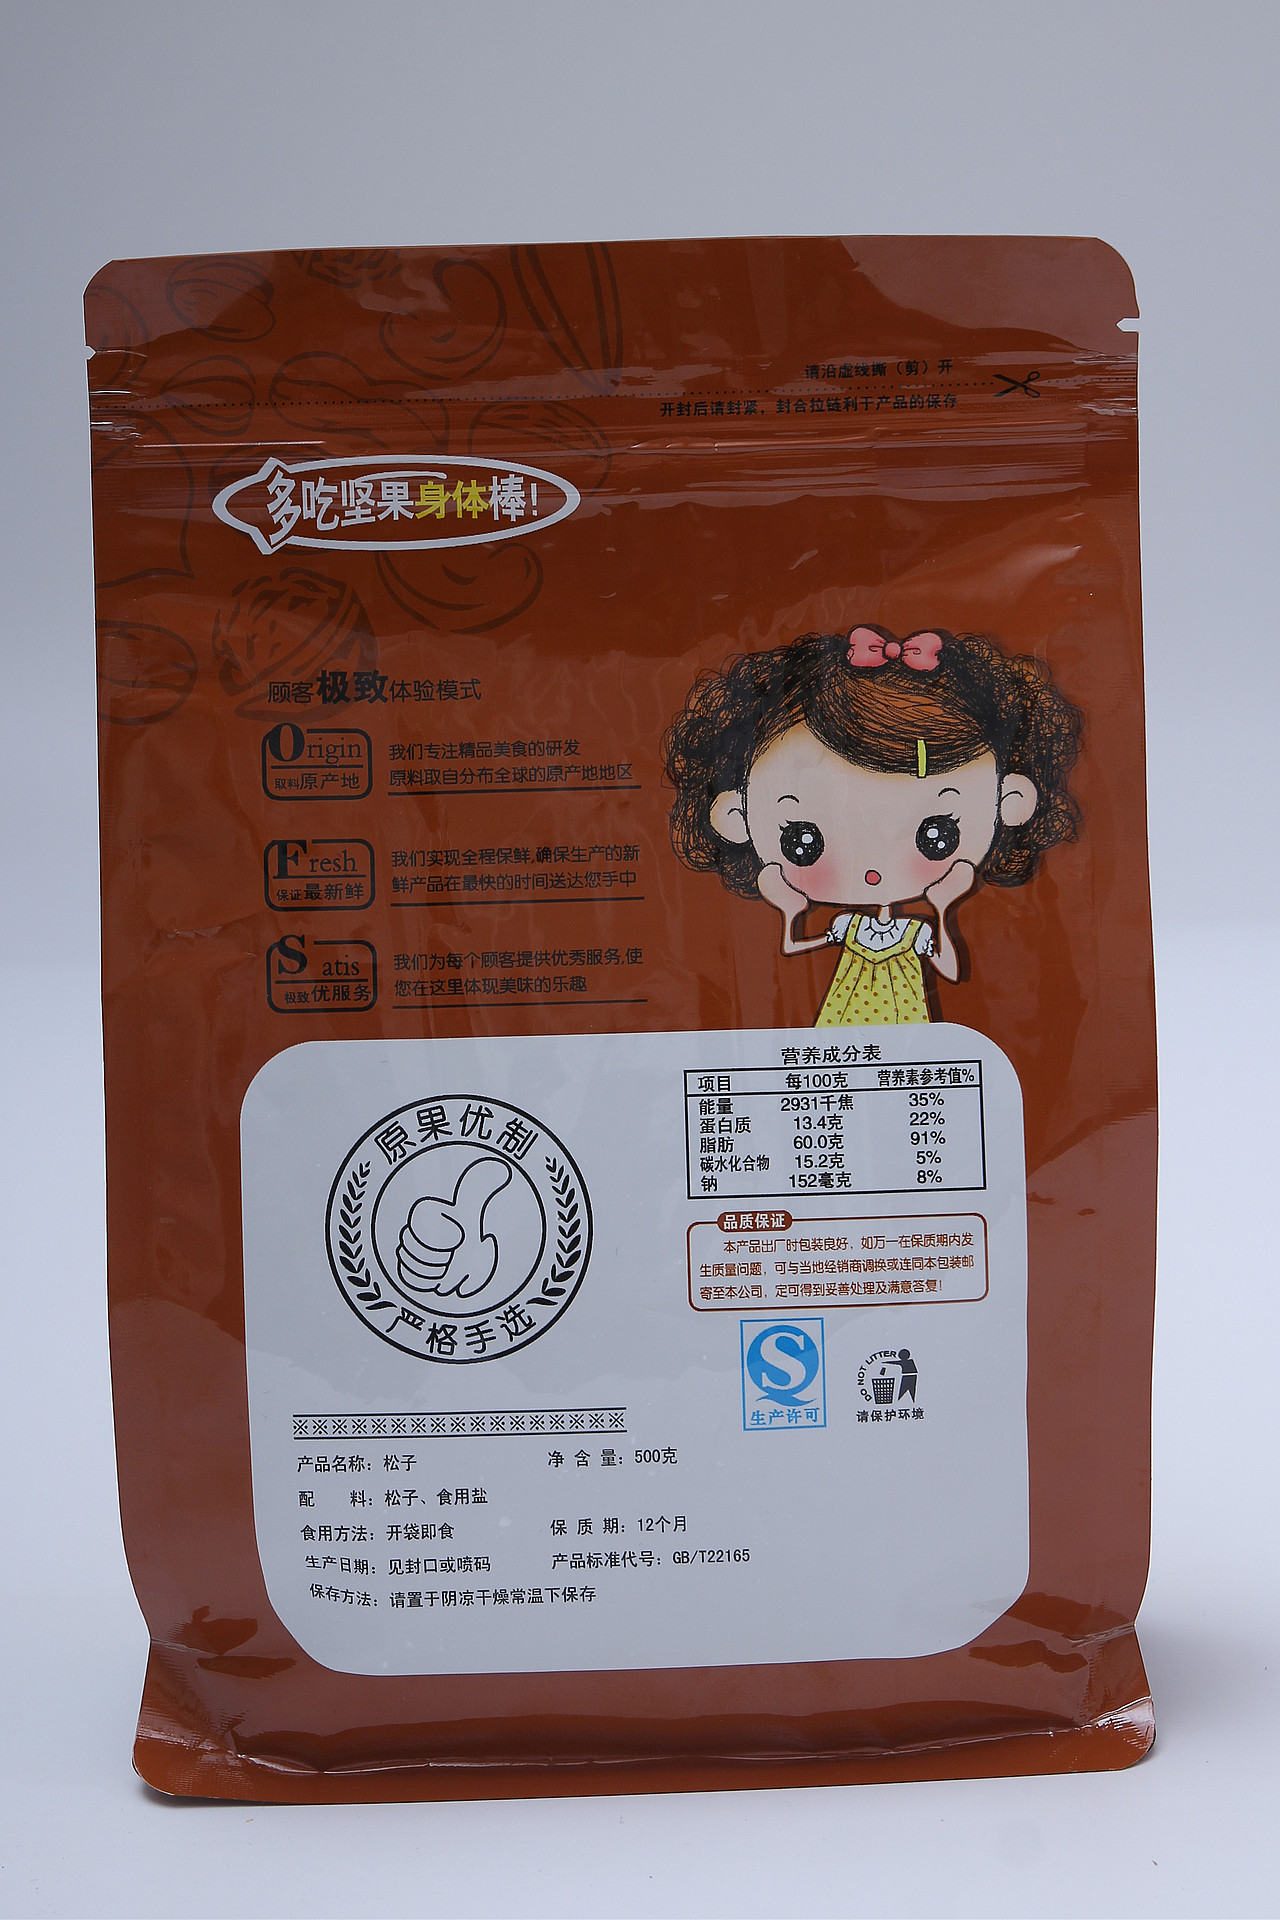 请沿虚线撕（剪）开
开封后请封紧，封合拉链利于产品的保存
多吃坚果身体棒！
顾客极致体验模式
Origin
取料原产地
我们专注精品美食的研发
原料取自分布全球的原产地地区
Fresh
保证最新鲜
我们实现全程保鲜,确保生产的新
鲜产品在最快的时间送达您手中
Satis
极致优服务
我们为每个顾客提供优秀服务,使
您在这里体现美味的乐趣
营养成分表
项目 每100克 营养素参考值%
能量 2931千焦 35%
蛋白质 13.4克 22%
脂肪 60.0克 91%
碳水化合物 15.2克 5%
钠 152毫克 8%
原果优制
严格手选
品质保证
本产品出厂时包装良好，如万一在保质期内发
生质量问题，可与当地经销商调换或连同本包装邮
寄至本公司，定可得到妥善处理及满意答复！
S
生产许可
DO NOT LITTER
请保护环境
※※※※※※※※※※※※※※※※※
产品名称：松子 净 含 量：500克
配 料：松子、食用盐
食用方法：开袋即食 保 质 期：12个月
生产日期：见封口或喷码 产品标准代号：GB/T22165
保存方法：请置于阴凉干燥常温下保存